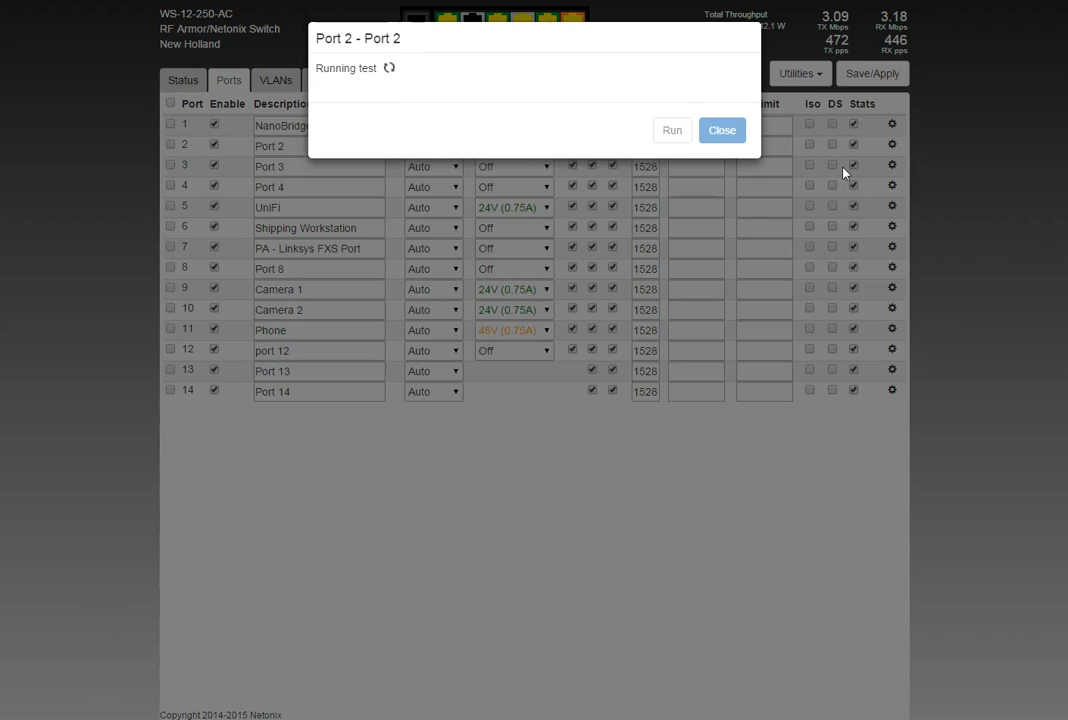 WS-12-250-AC
RF Armor/Netonix Switch
New Holland
Total Throughput
2.1 W
3.09 3.18
TX Mbps RX Mbps
472 446
TX pps RX pps
Port 2 - Port 2
Running test
Run Close
Status Ports VLANs Utilities Save/Apply
Port Enable Description imit Iso DS Stats
1 NanoBridge
2 Port 2
3 Port 3 Auto Off 1528
4 Port 4 Auto Off 1528
5 UniFi Auto 24V (0.75A) 1528
6 Shipping Workstation Auto Off 1528
7 PA - Linksys FXS Port Auto Off 1528
8 Port 8 Auto Off 1528
9 Camera 1 Auto 24V (0.75A) 1528
10 Camera 2 Auto 24V (0.75A) 1528
11 Phone Auto 48V (0.75A) 1528
12 port 12 Auto Off 1528
13 Port 13 Auto 1528
14 Port 14 Auto 1528
Copyright 2014-2015 Netonix